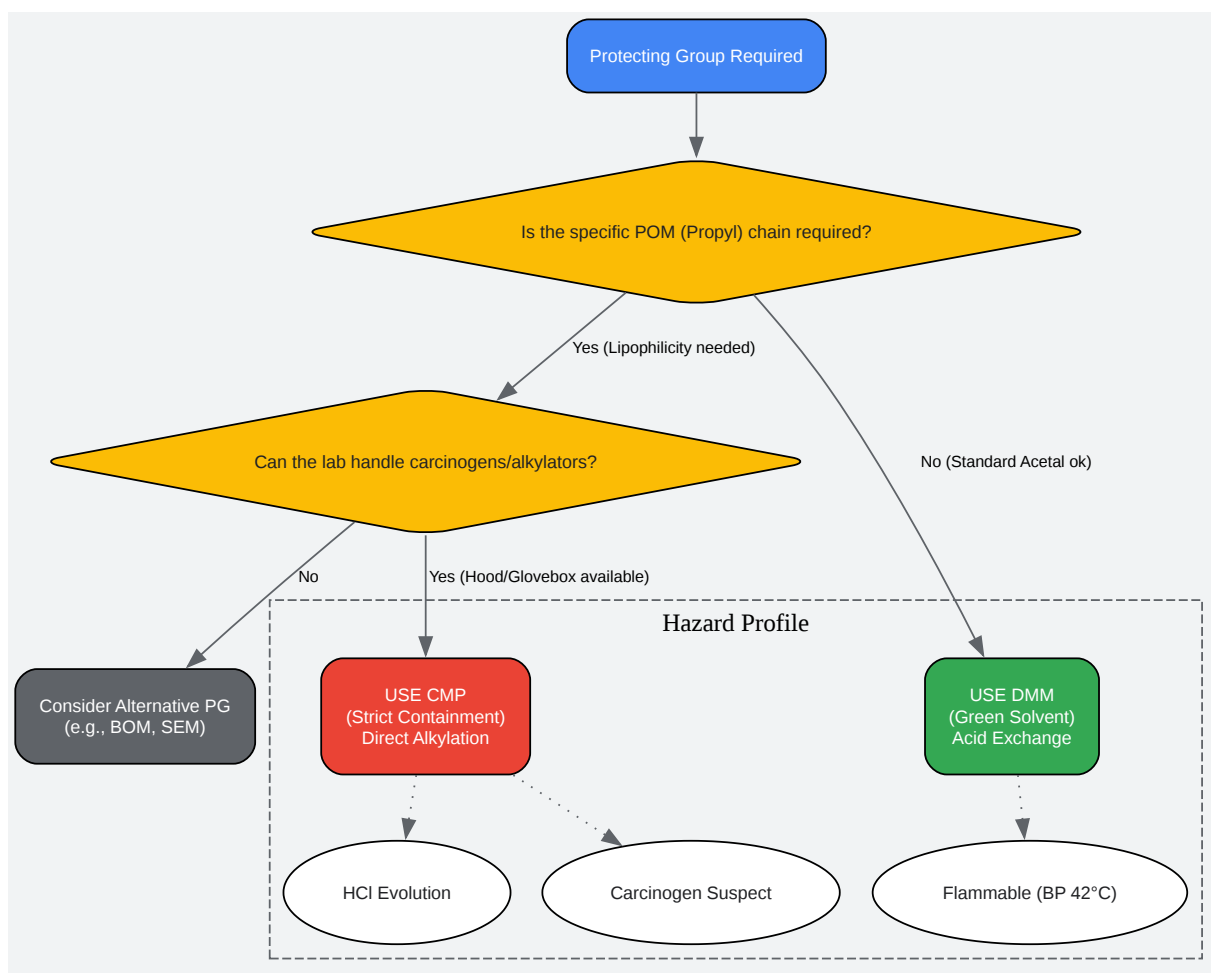 Protecting Group Required
Is the specific POM (Propyl) chain required?
Yes (Lipophilicity needed)
Can the lab handle carcinogens/alkylators?
No (Standard Acetal ok)
No
Yes (Hood/Glovebox available)
Hazard Profile
Consider Alternative PG
(e.g., BOM, SEM)
USE CMP
(Strict Containment)
Direct Alkylation
USE DMM
(Green Solvent)
Acid Exchange
HCl Evolution
Carcinogen Suspect
Flammable (BP 42°C)